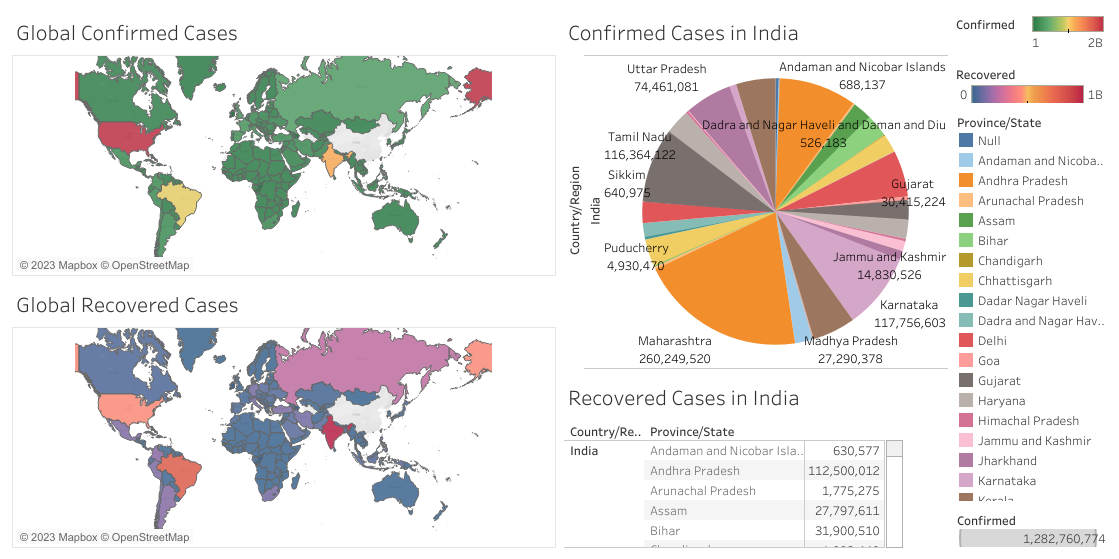 Global Confirmed Cases
© 2023 Mapbox © OpenStreetMap
Global Recovered Cases
© 2023 Mapbox © OpenStreetMap
Confirmed Cases in India
Country/Region
India
Uttar Pradesh
74,461,081
Andaman and Nicobar Islands
688,137
Dadra and Nagar Haveli and Daman and Diu
526,183
Tamil Nadu
116,364,122
Sikkim
640,975
Gujarat
30,415,224
Puducherry
4,930,470
Jammu and Kashmir
14,830,526
Karnataka
117,756,603
Maharashtra
260,249,520
Madhya Pradesh
27,290,378
Recovered Cases in India
Country/Re.. Province/State
India Andaman and Nicobar Isla.. 630,577
Andhra Pradesh 112,500,012
Arunachal Pradesh 1,775,275
Assam 27,797,611
Bihar 31,900,510
Confirmed
1 2B
Recovered
0 1B
Province/State
Null
Andaman and Nicoba..
Andhra Pradesh
Arunachal Pradesh
Assam
Bihar
Chandigarh
Chhattisgarh
Dadar Nagar Haveli
Dadra and Nagar Hav..
Delhi
Goa
Gujarat
Haryana
Himachal Pradesh
Jammu and Kashmir
Jharkhand
Karnataka
Kerala
Confirmed
1,282,760,774